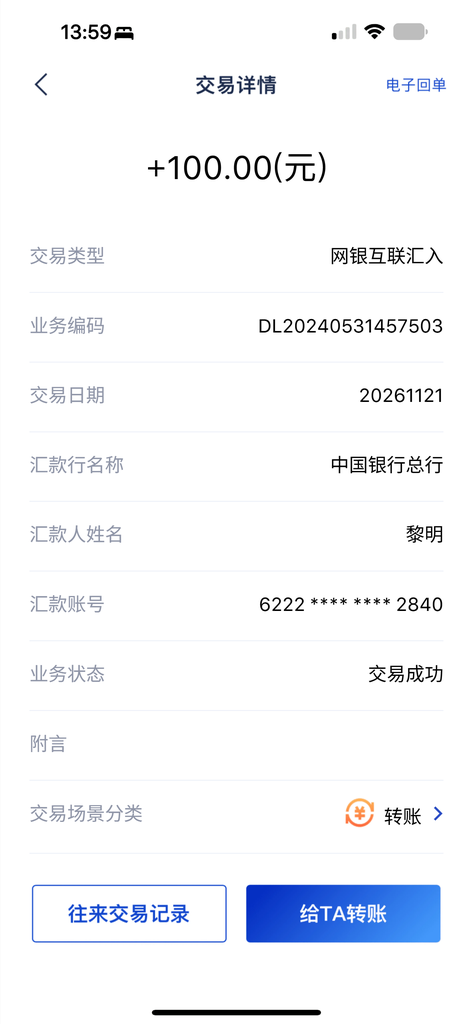 13:59
交易详情 电子回单
+100.00(元)
交易类型 网银互联汇入
业务编码 DL20240531457503
交易日期 20261121
汇款行名称 中国银行总行
汇款人姓名 黎明
汇款账号 6222 **** **** 2840
业务状态 交易成功
附言
交易场景分类 转账
往来交易记录 给TA转账